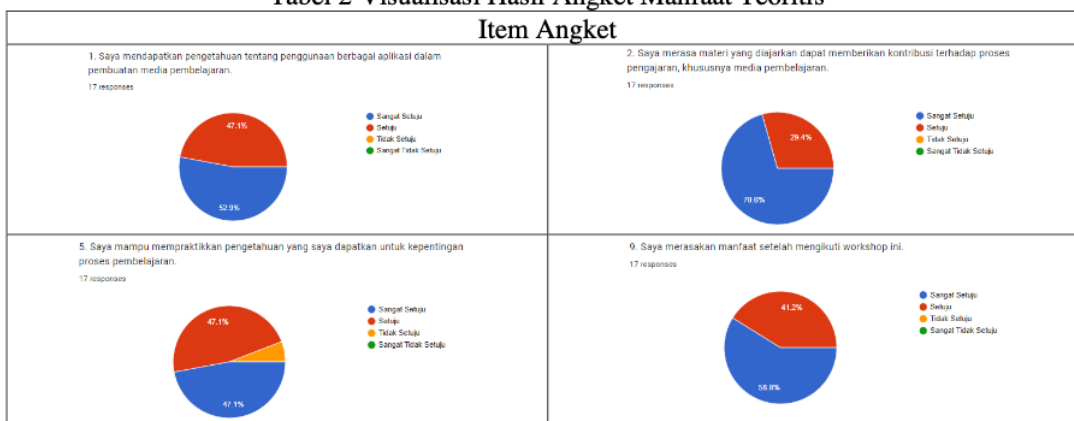 Tabel 2 Visualisasi Hasil Angket Manfaat Teoritis
Item Angket
1. Saya mendapatkan pengetahuan tentang penggunaan berbagai aplikasi dalam
pembuatan media pembelajaran.
17 responses
47.1%
52.9%
Sangat Setuju
Setuju
Tidak Setuju
Sangat Tidak Setuju
2. Saya merasa materi yang diajarkan dapat memberikan kontribusi terhadap proses
pengajaran, khususnya media pembelajaran.
17 responses
29.4%
70.6%
Sangat Setuju
Setuju
Tidak Setuju
Sangat Tidak Setuju
5. Saya mampu mempraktikkan pengetahuan yang saya dapatkan untuk kepentingan
proses pembelajaran.
17 responses
47.1%
47.1%
Sangat Setuju
Setuju
Tidak Setuju
Sangat Tidak Setuju
9. Saya merasakan manfaat setelah mengikuti workshop ini.
17 responses
41.2%
58.8%
Sangat Setuju
Setuju
Tidak Setuju
Sangat Tidak Setuju